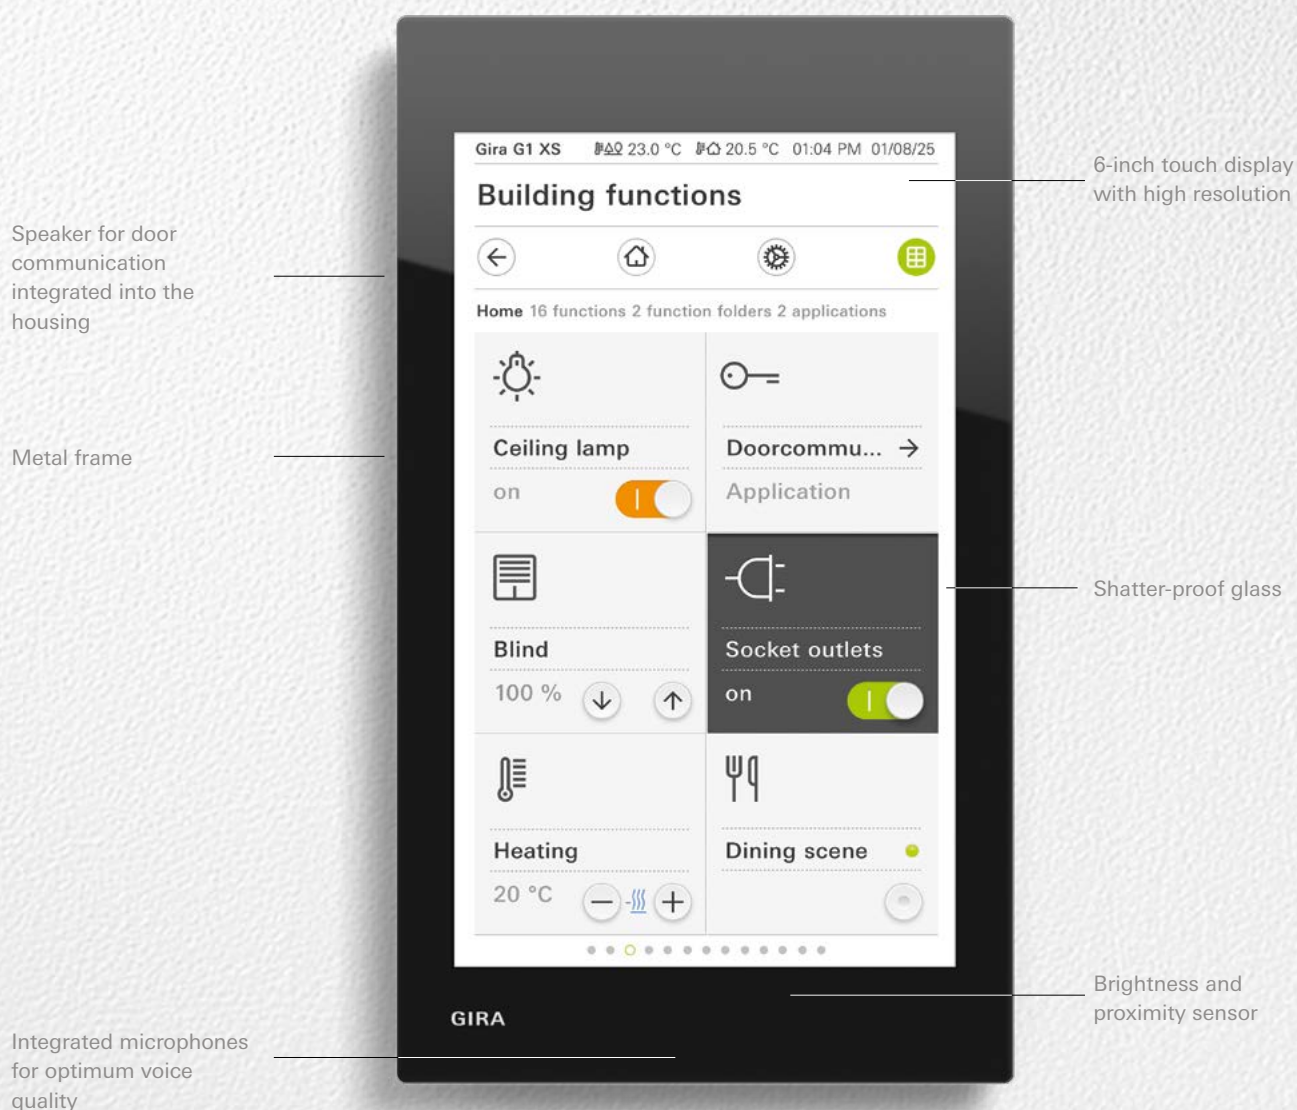 Gira G1 XS 23.0 °C 20.5 °C 01:04 PM 01/08/25
Building functions
Home 16 functions 2 function folders 2 applications
Ceiling lamp
on
Doorcommu...
Application
Blind
100 %
Socket outlets
on
Heating
20 °C
Dining scene
GIRA
Speaker for door
communication
integrated into the
housing
Metal frame
Integrated microphones
for optimum voice
quality
6-inch touch display
with high resolution
Shatter-proof glass
Brightness and
proximity sensor